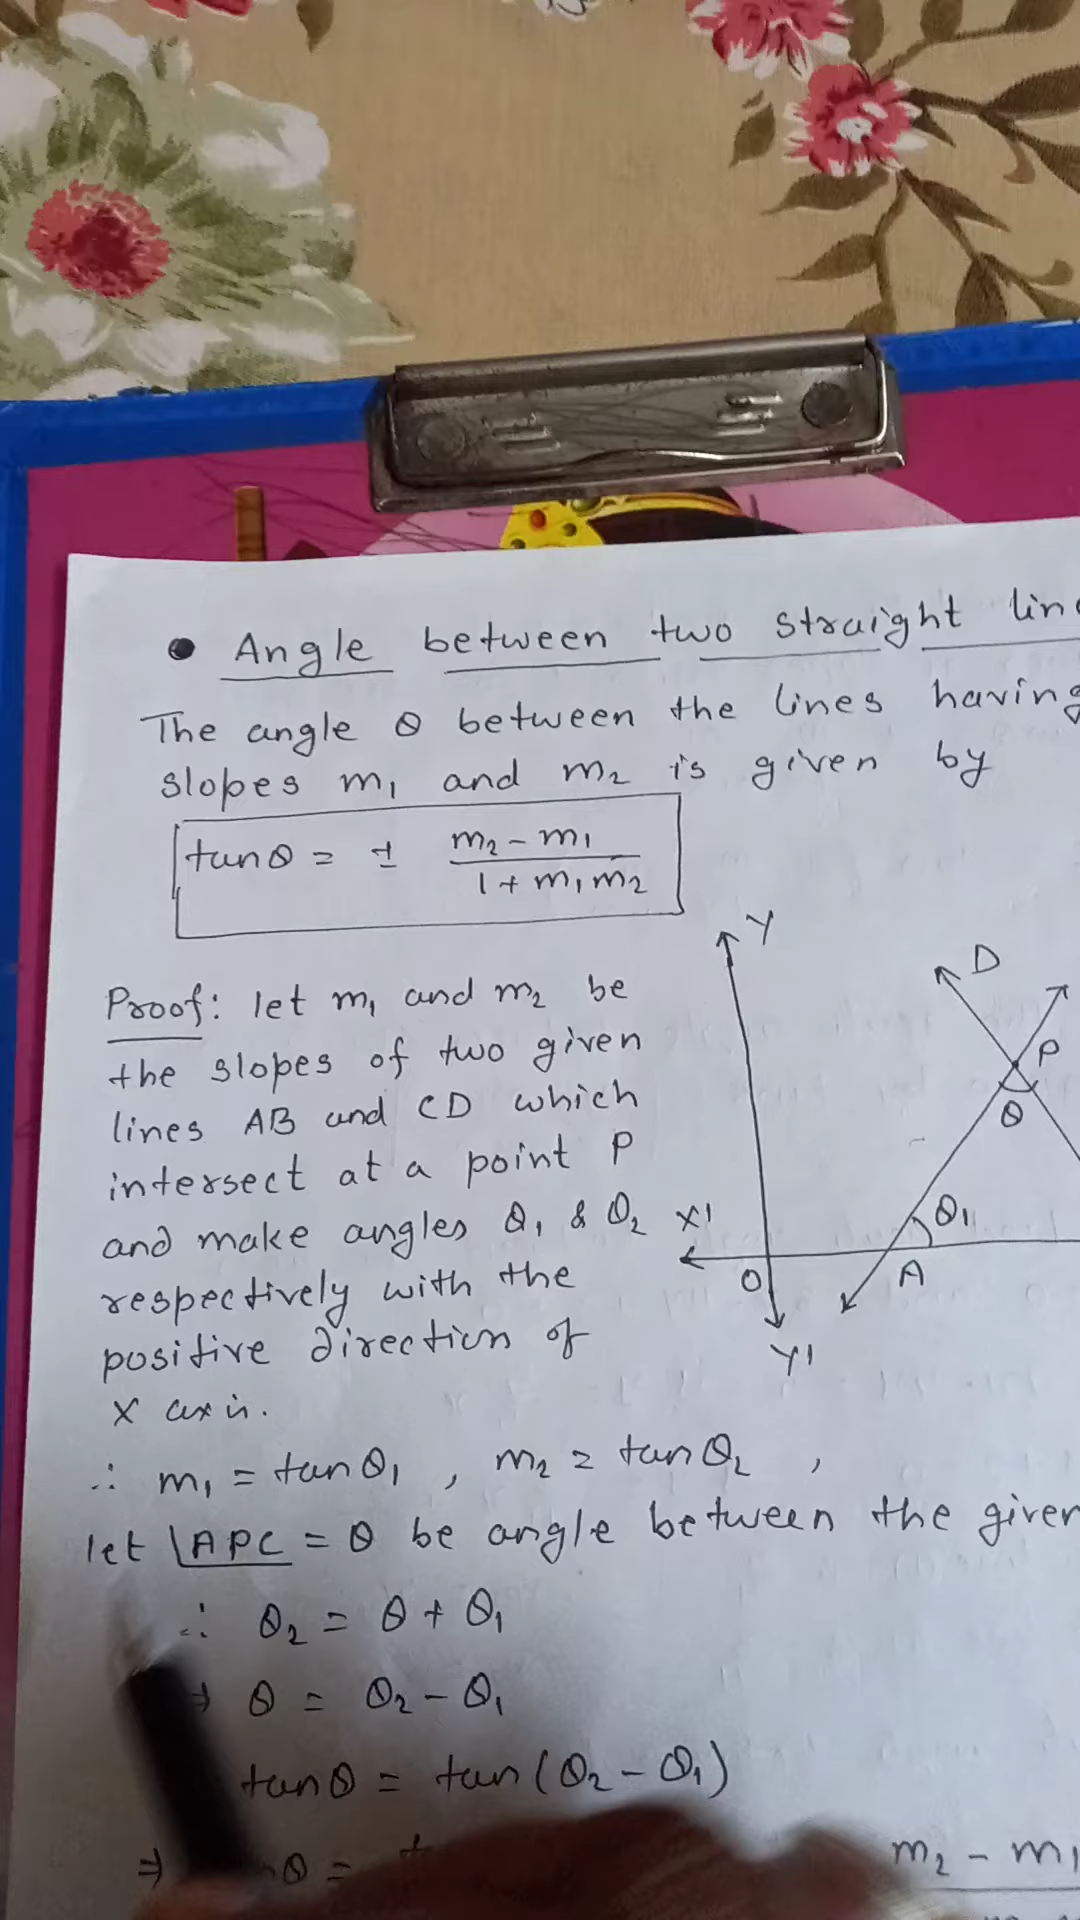 • Angle between two straight
The angle θ between the lines having
slopes m₁ and m₂ is given by
tanθ = ± (m₂ - m₁)/(1 + m₁m₂)
Proof: let m₁ and m₂ be
the slopes of two given
lines AB and CD which
intersect at a point P
and make angles θ₁ & θ₂
respectively with the
positive direction of
X axis.
∴ m₁ = tanθ₁ , m₂ = tanθ₂ ,
let ∠APC = θ be angle between the given
∴ θ₂ = θ + θ₁
⇒ θ = θ₂ - θ₁
tanθ = tan(θ₂ - θ₁)
⇒ θ = m₂ - m₁
Y
D
P
θ
X'
θ₁
O
A
Y'